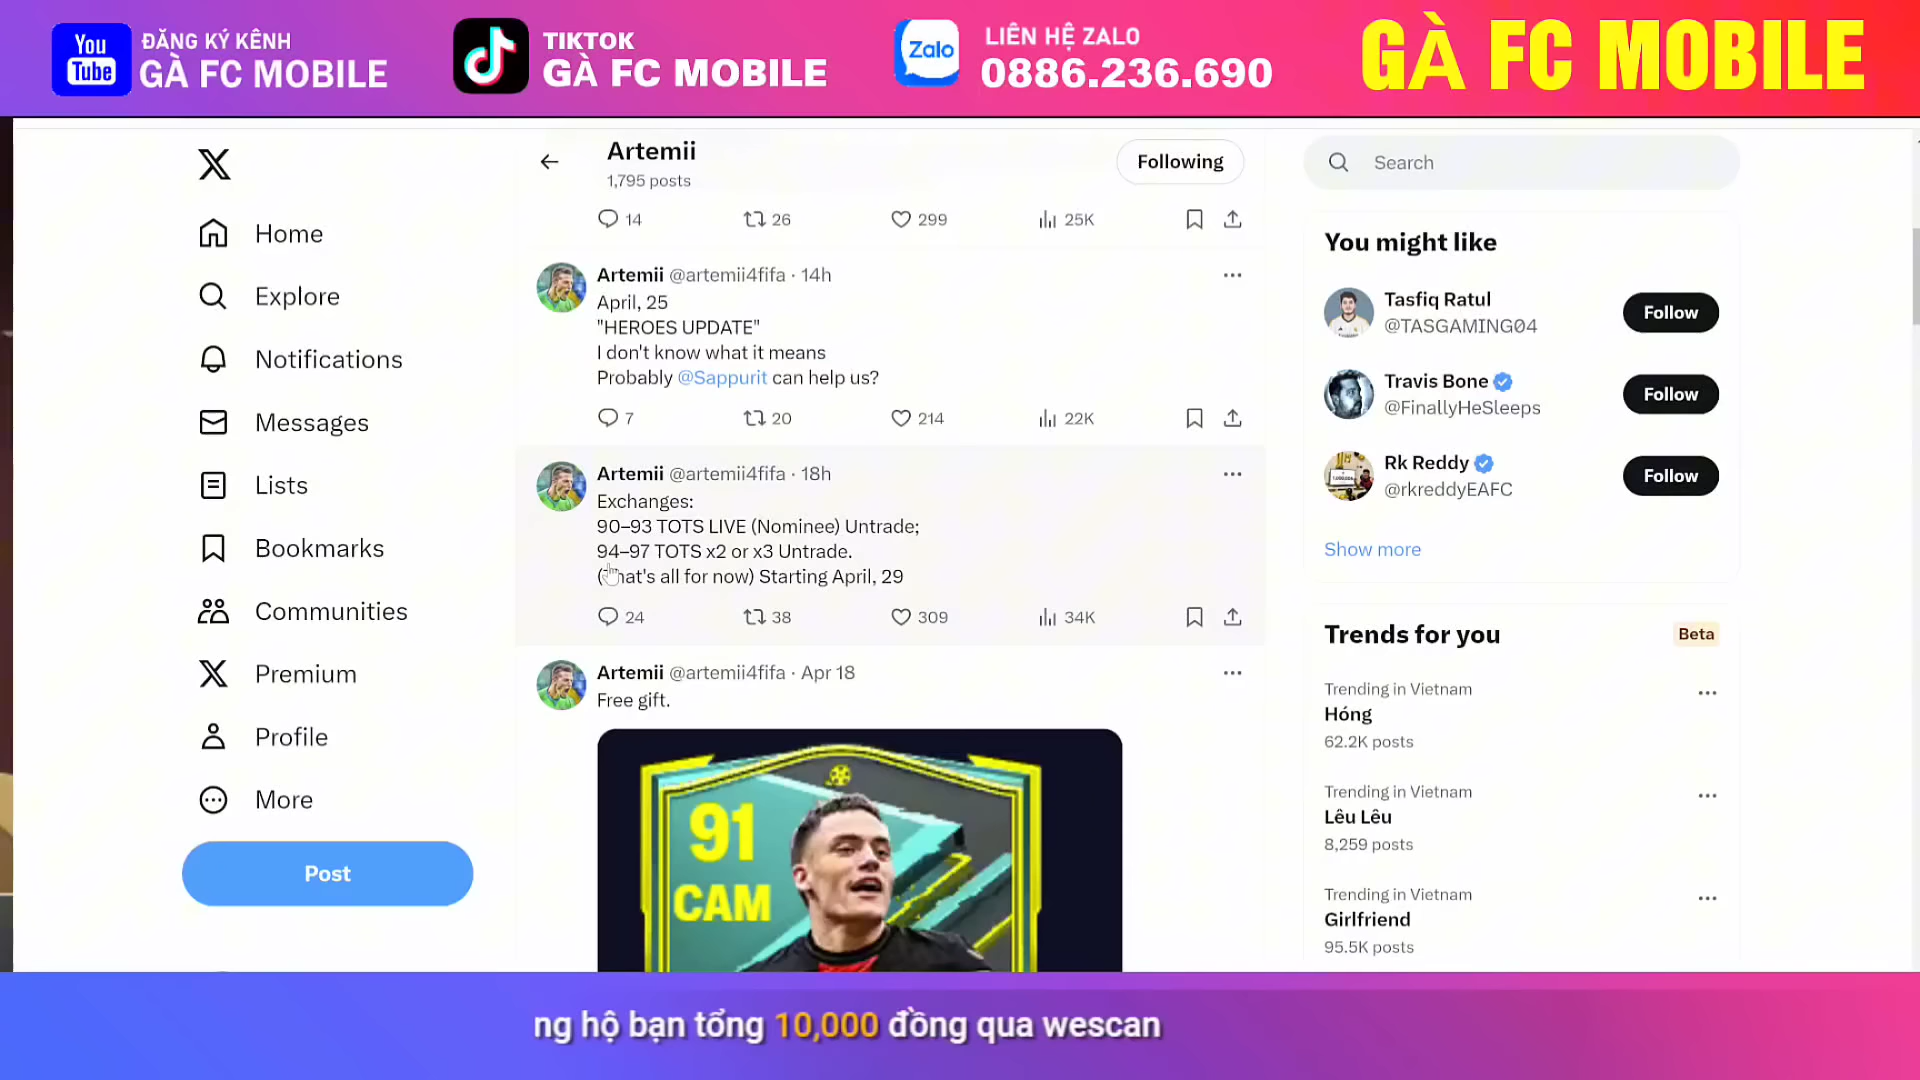 You
Tube
ĐĂNG KÝ KÊNH
GÀ FC MOBILE
TIKTOK
GÀ FC MOBILE
Zalo
LIÊN HỆ ZALO
0886.236.690
GÀ FC MOBILE
Home
Explore
Notifications
Messages
Lists
Bookmarks
Communities
Premium
Profile
More
Post
Artemii
1,795 posts
Following
14 26 299 25K
Artemii @artemii4fifa · 14h
April, 25
"HEROES UPDATE"
I don't know what it means
Probably @Sappurit can help us?
7 20 214 22K
Artemii @artemii4fifa · 18h
Exchanges:
90–93 TOTS LIVE (Nominee) Untrade;
94–97 TOTS x2 or x3 Untrade.
(That's all for now) Starting April, 29
24 38 309 34K
Artemii @artemii4fifa · Apr 18
Free gift.
91
CAM
Search
You might like
Tasfiq Ratul
@TASGAMING04
Follow
Travis Bone
@FinallyHeSleeps
Follow
Rk Reddy
@rkreddyEAFC
Follow
Show more
Trends for you
Beta
Trending in Vietnam
Hóng
62.2K posts
Trending in Vietnam
Lêu Lêu
8,259 posts
Trending in Vietnam
Girlfriend
95.5K posts
ng hộ bạn tổng 10,000 đồng qua wescan